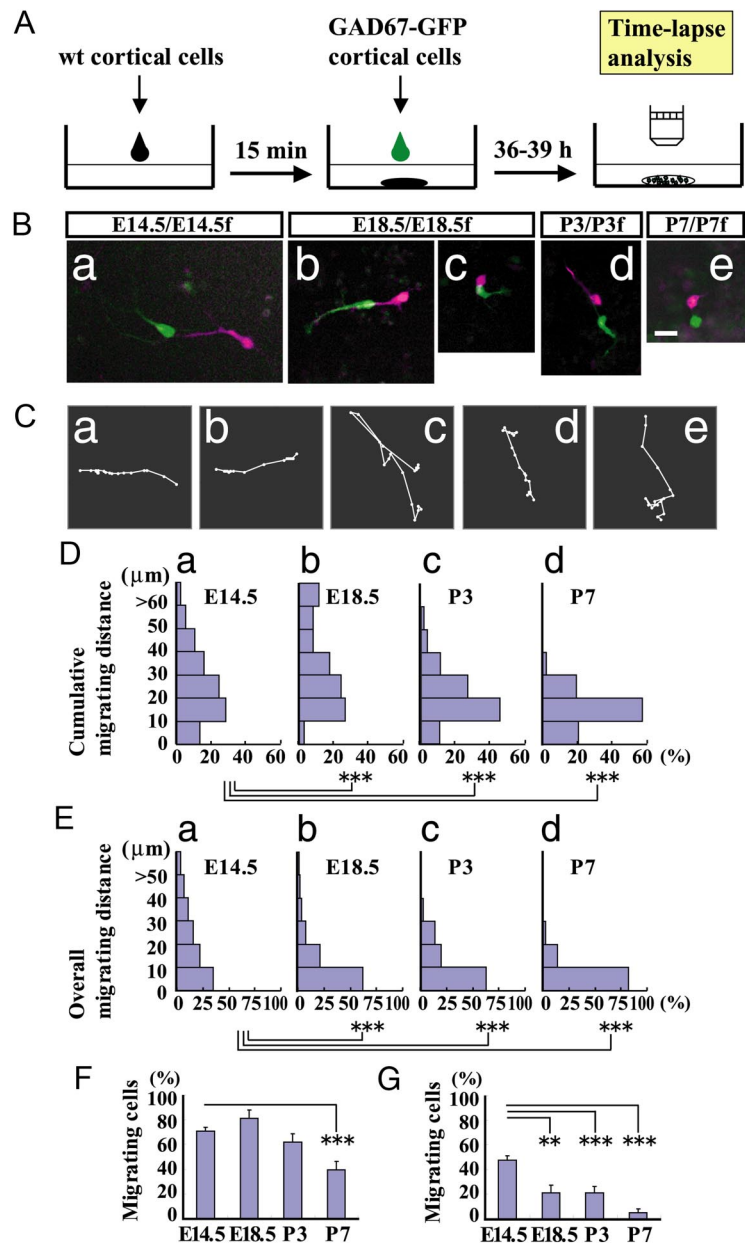 A
wt cortical cells
GAD67-GFP
cortical cells
Time-lapse
analysis
15 min
36-39 h
B
E14.5/E14.5f
E18.5/E18.5f
P3/P3f
P7/P7f
a
b
c
d
e
C
a
b
c
d
e
D
a
b
c
d
(μm)
E14.5
E18.5
P3
P7
Cumulative
migrating distance
>60
50
40
30
20
10
0
0 20 40 60
0 20 40 60
0 20 40 60
0 20 40 60 (%)
*** *** ***
E
a
b
c
d
(μm)
E14.5
E18.5
P3
P7
Overall
migrating distance
>50
40
30
20
10
0
0 25 50 75 100
0 25 50 75 100
0 25 50 75 100
0 25 50 75 100 (%)
*** *** ***
F
(%)
Migrating cells
80
80
60
40
20
0
***
E14.5 E18.5 P3 P7
G
(%)
Migrating cells
80
80
60
40
20
0
** *** ***
E14.5 E18.5 P3 P7